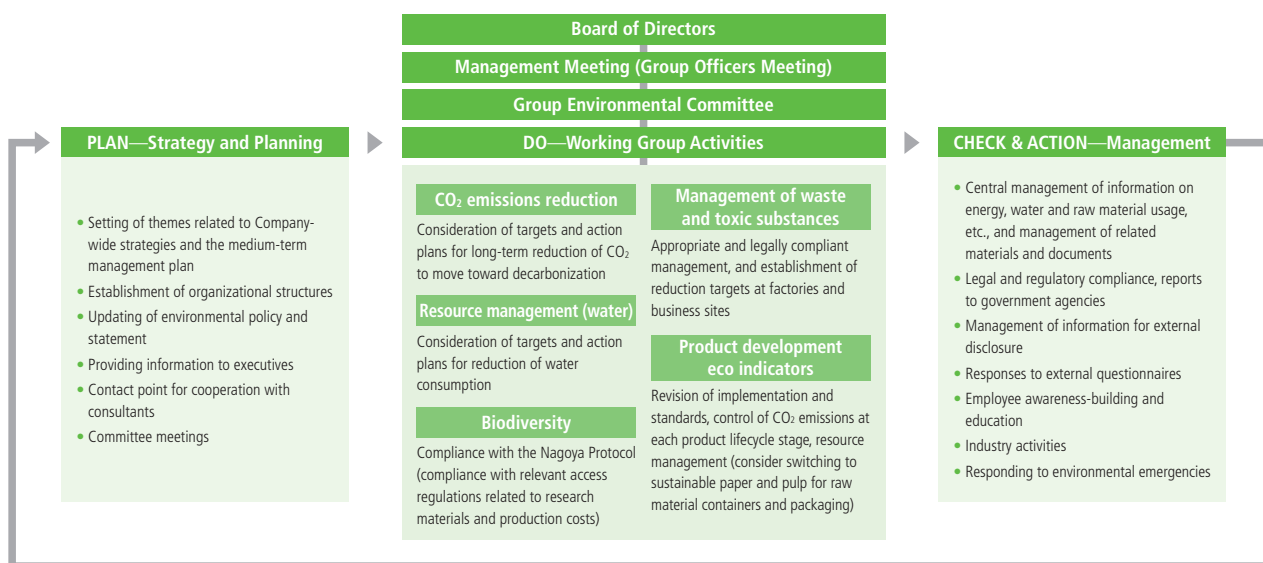 Board of Directors
Management Meeting (Group Officers Meeting)
Group Environmental Committee
PLAN—Strategy and Planning
• Setting of themes related to Company-
wide strategies and the medium-term
management plan
• Establishment of organizational structures
• Updating of environmental policy and
statement
• Providing information to executives
• Contact point for cooperation with
consultants
• Committee meetings
DO—Working Group Activities
CO₂ emissions reduction
Consideration of targets and action
plans for long-term reduction of CO₂
to move toward decarbonization
Resource management (water)
Consideration of targets and action
plans for reduction of water
consumption
Biodiversity
Compliance with the Nagoya Protocol
(compliance with relevant access
regulations related to research
materials and production costs)
Management of waste
and toxic substances
Appropriate and legally compliant
management, and establishment of
reduction targets at factories and
business sites
Product development
eco indicators
Revision of implementation and
standards, control of CO₂ emissions at
each product lifecycle stage, resource
management (consider switching to
sustainable paper and pulp for raw
material containers and packaging)
CHECK & ACTION—Management
• Central management of information on
energy, water and raw material usage,
etc., and management of related
materials and documents
• Legal and regulatory compliance, reports
to government agencies
• Management of information for external
disclosure
• Responses to external questionnaires
• Employee awareness-building and
education
• Industry activities
• Responding to environmental emergencies